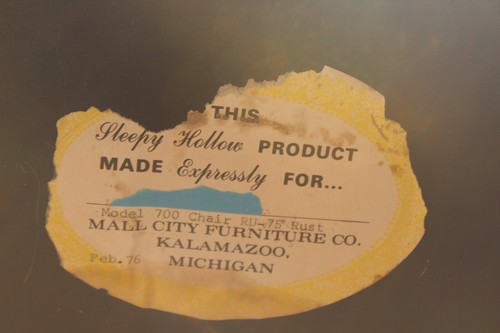 THIS
Sleepy Hollow PRODUCT
MADE Expressly FOR...
Model 700 Chair RU-75 Rust
MALL CITY FURNITURE CO.
KALAMAZOO,
Feb. 76 MICHIGAN